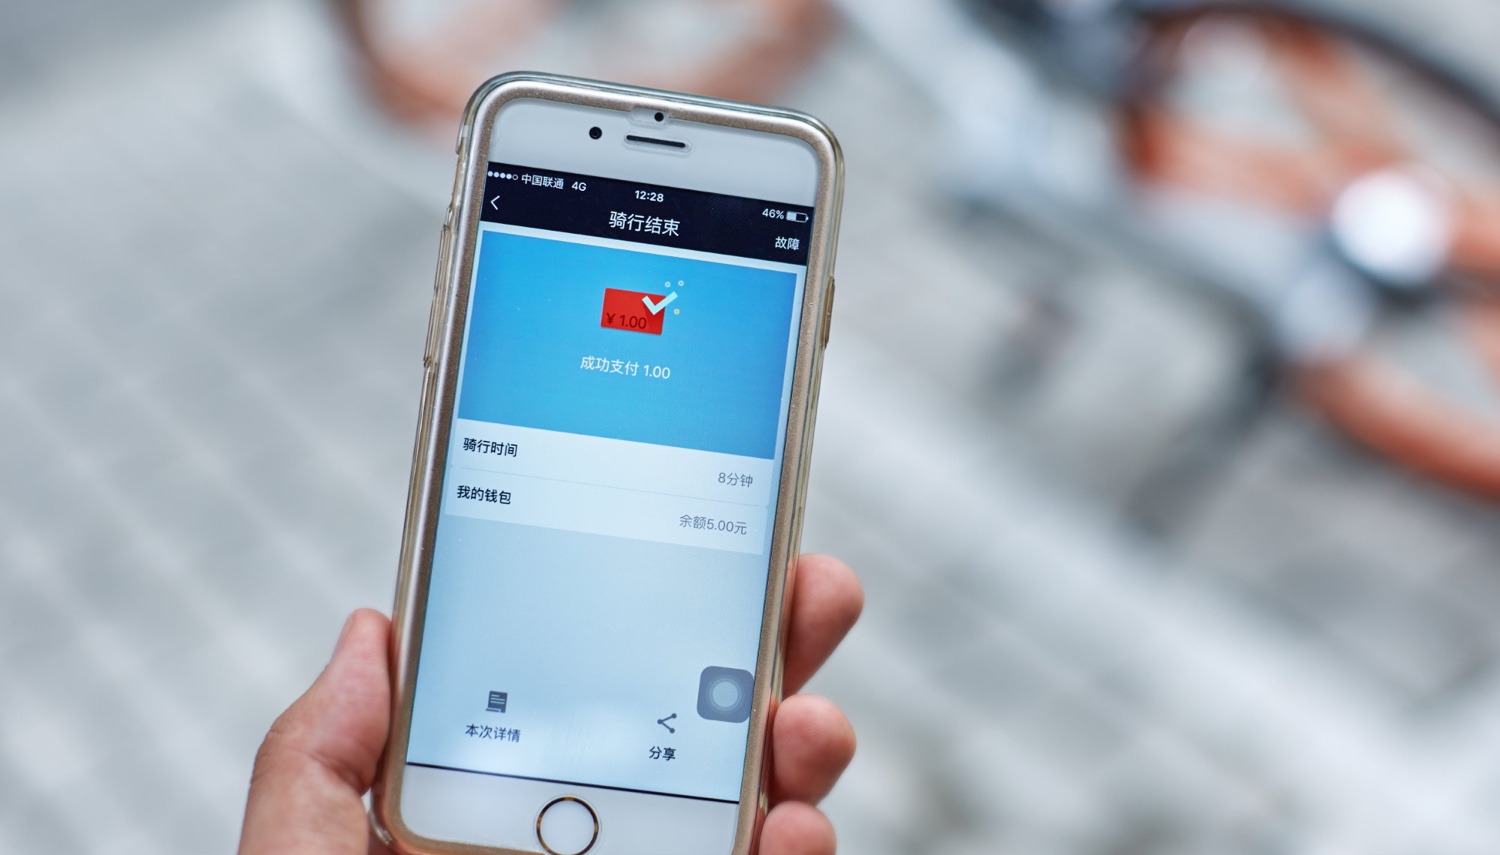 中国联通 4G 12:28 46%
骑行结束
故障
¥ 1.00
成功支付 1.00
骑行时间 8分钟
我的钱包 余额5.00元
本次详情 分享